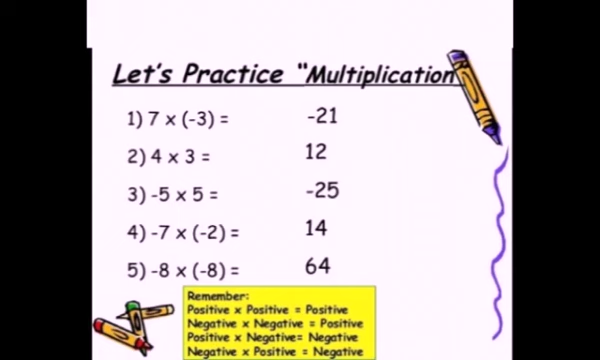 Let's Practice "Multiplication
1) 7 x (-3) = -21
2) 4 x 3 = 12
3) -5 x 5 = -25
4) -7 x (-2) = 14
5) -8 x (-8) = 64
Remember:
Positive x Positive = Positive
Negative x Negative = Positive
Positive x Negative= Negative
Negative x Positive = Negative